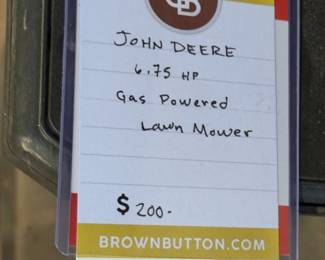 JOHN DEERE
6.75 HP
Gas Powered
Lawn Mower
$ 200-
BROWNBUTTON.COM